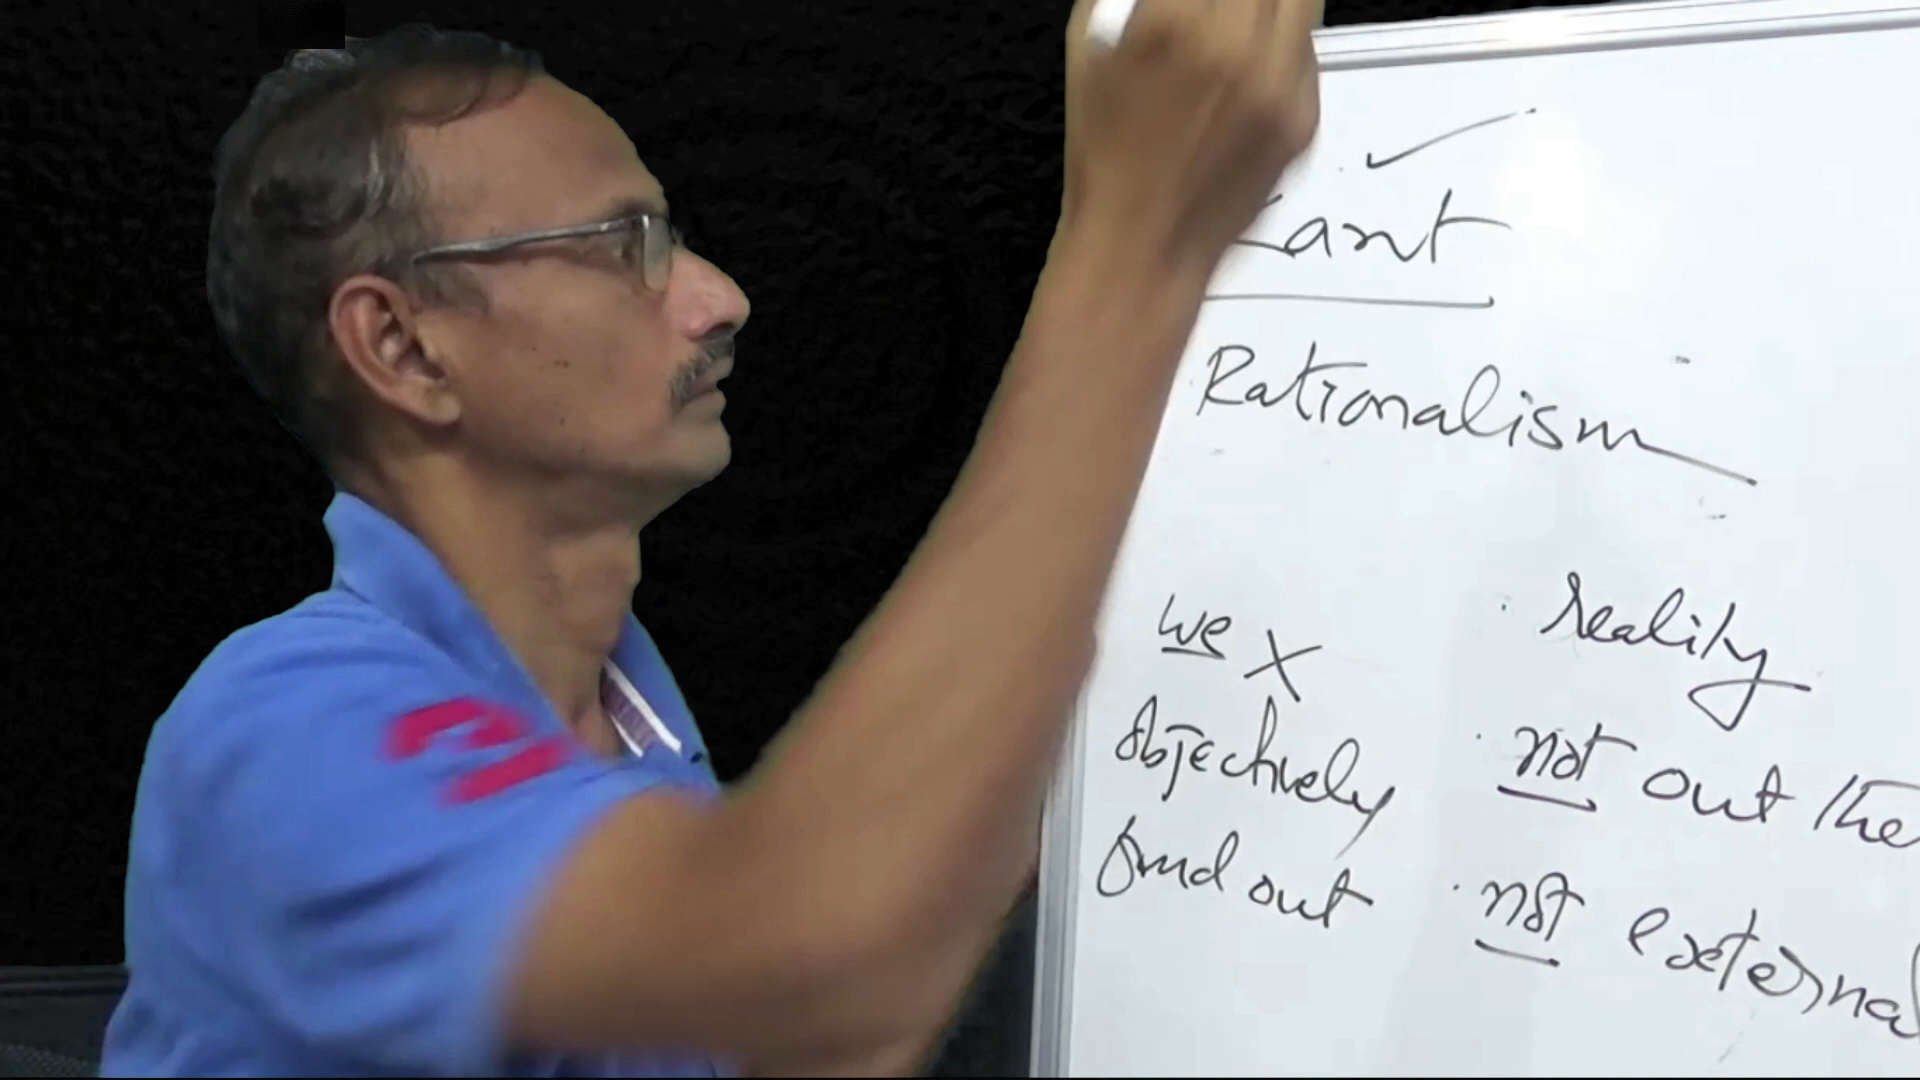 Kant
Rationalism
we X
objectively
find out
reality
not out the
not external